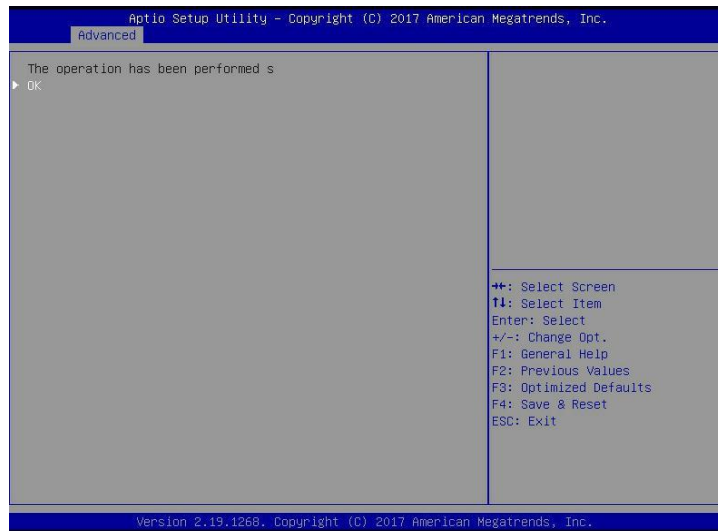 Aptio Setup Utility – Copyright (C) 2017 American Megatrends, Inc.
Advanced
The operation has been performed s
▶ OK
→←: Select Screen
↑↓: Select Item
Enter: Select
+/-: Change Opt.
F1: General Help
F2: Previous Values
F3: Optimized Defaults
F4: Save & Reset
ESC: Exit
Version 2.19.1268. Copyright (C) 2017 American Megatrends, Inc.